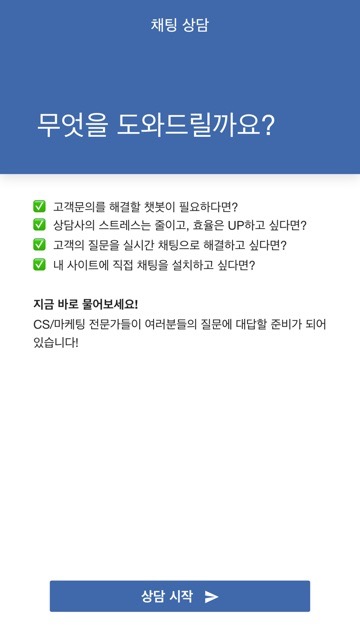 채팅 상담
무엇을 도와드릴까요?
✅ 고객문의를 해결할 챗봇이 필요하다면?
✅ 상담사의 스트레스는 줄이고, 효율은 UP하고 싶다면?
✅ 고객의 질문을 실시간 채팅으로 해결하고 싶다면?
✅ 내 사이트에 직접 채팅을 설치하고 싶다면?
지금 바로 물어보세요!
CS/마케팅 전문가들이 여러분들의 질문에 대답할 준비가 되어
있습니다!
상담 시작